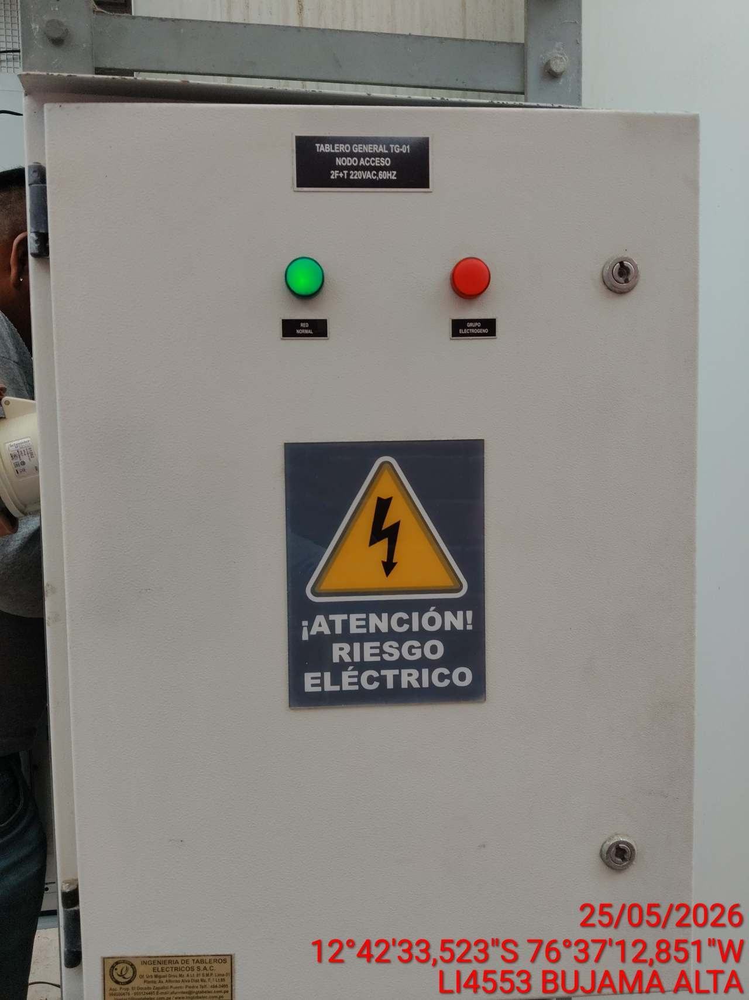 TABLERO GENERAL TG-01
NODO ACCESO
2F+T 220VAC,60HZ
RED
NORMAL
GRUPO
ELECTROGENO
Schneider
¡ATENCIÓN!
RIESGO
ELÉCTRICO
INGENIERIA DE TABLEROS
ELECTRICOS S.A.C.
25/05/2026
12°42'33,523"S 76°37'12,851"W
LI4553 BUJAMA ALTA